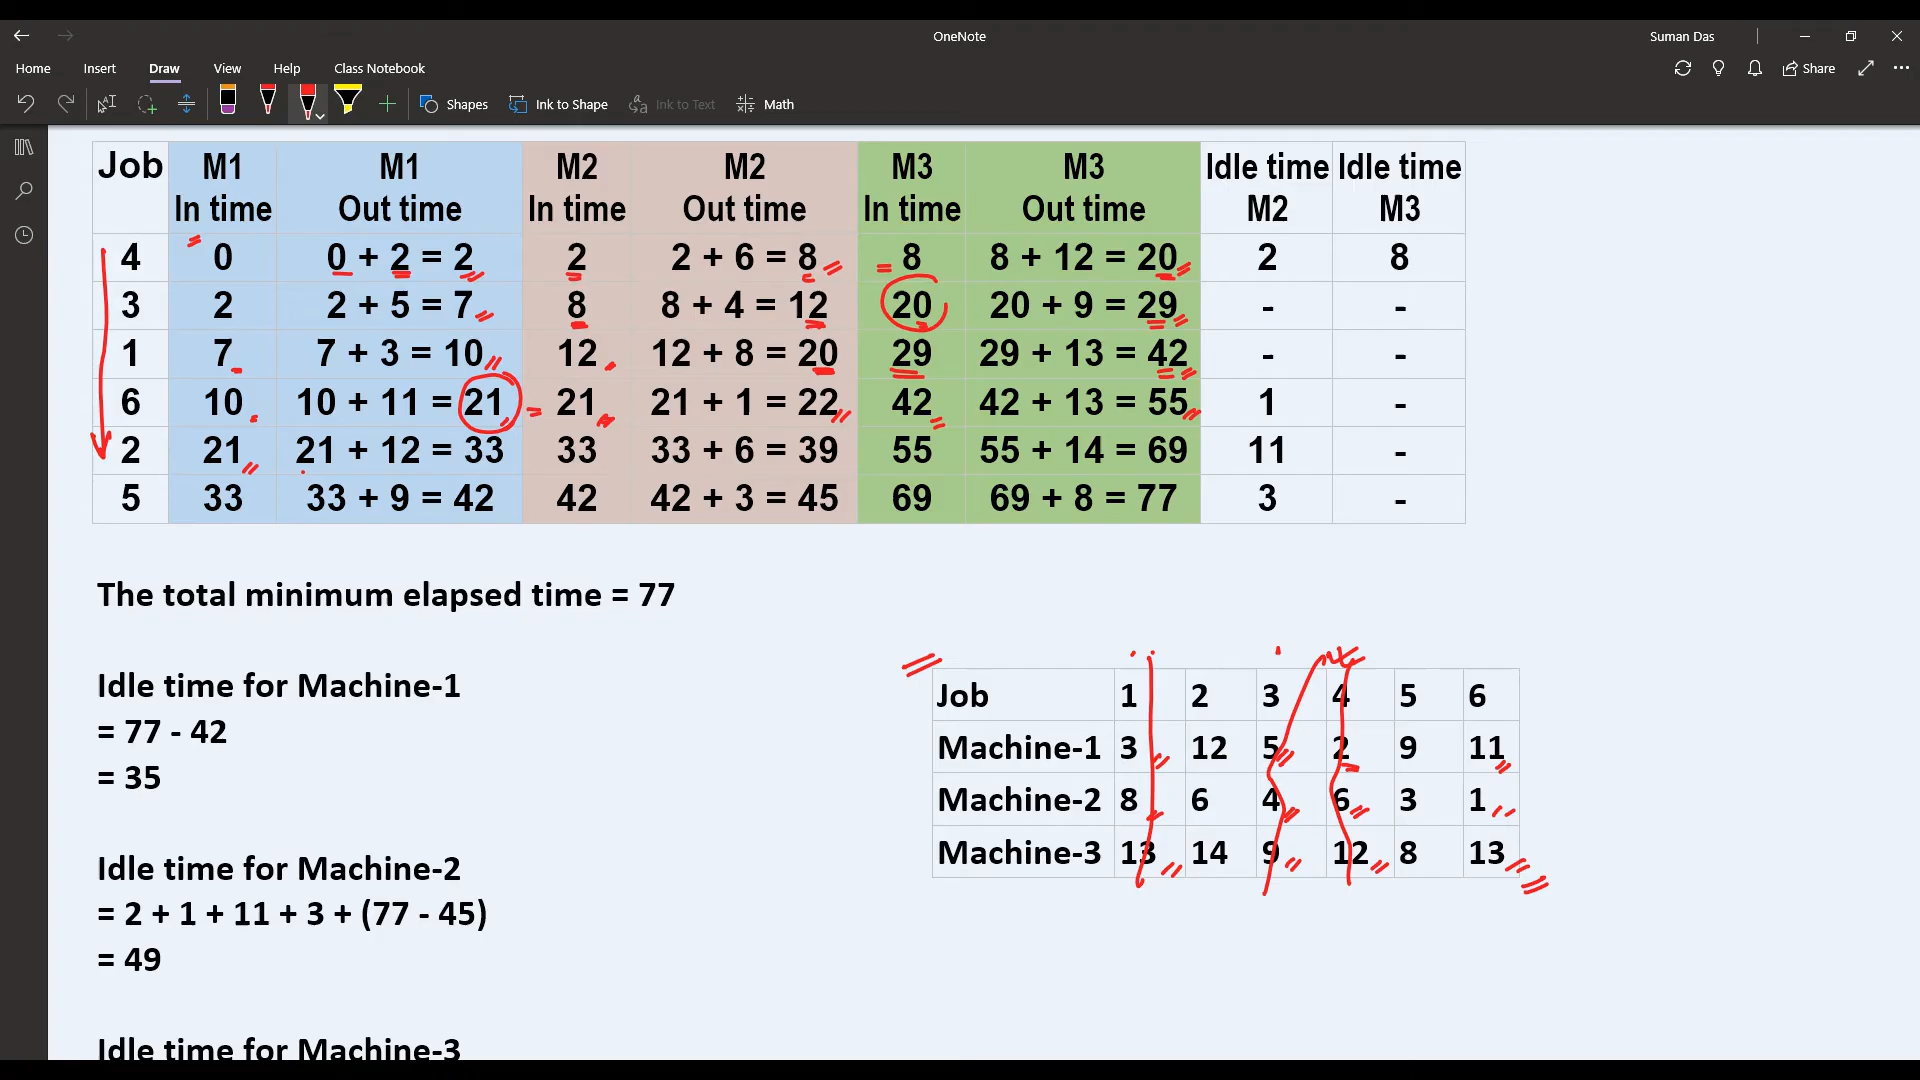 OneNote
Suman Das
Home Insert Draw View Help Class Notebook
Share
Shapes Ink to Shape Ink to Text Math
Job M1 In time M1 Out time M2 In time M2 Out time M3 In time M3 Out time Idle time M2 Idle time M3
4 0 0 + 2 = 2 2 2 + 6 = 8 8 8 + 12 = 20 2 8
3 2 2 + 5 = 7 8 8 + 4 = 12 20 20 + 9 = 29 - -
1 7 7 + 3 = 10 12 12 + 8 = 20 29 29 + 13 = 42 - -
6 10 10 + 11 = 21 21 21 + 1 = 22 42 42 + 13 = 55 1 -
2 21 21 + 12 = 33 33 33 + 6 = 39 55 55 + 14 = 69 11 -
5 33 33 + 9 = 42 42 42 + 3 = 45 69 69 + 8 = 77 3 -
The total minimum elapsed time = 77
Idle time for Machine-1
= 77 - 42
= 35
Idle time for Machine-2
= 2 + 1 + 11 + 3 + (77 - 45)
= 49
Idle time for Machine-3
Job 1 2 3 4 5 6
Machine-1 3 12 5 2 9 11
Machine-2 8 6 4 6 3 1
Machine-3 13 14 9 12 8 13